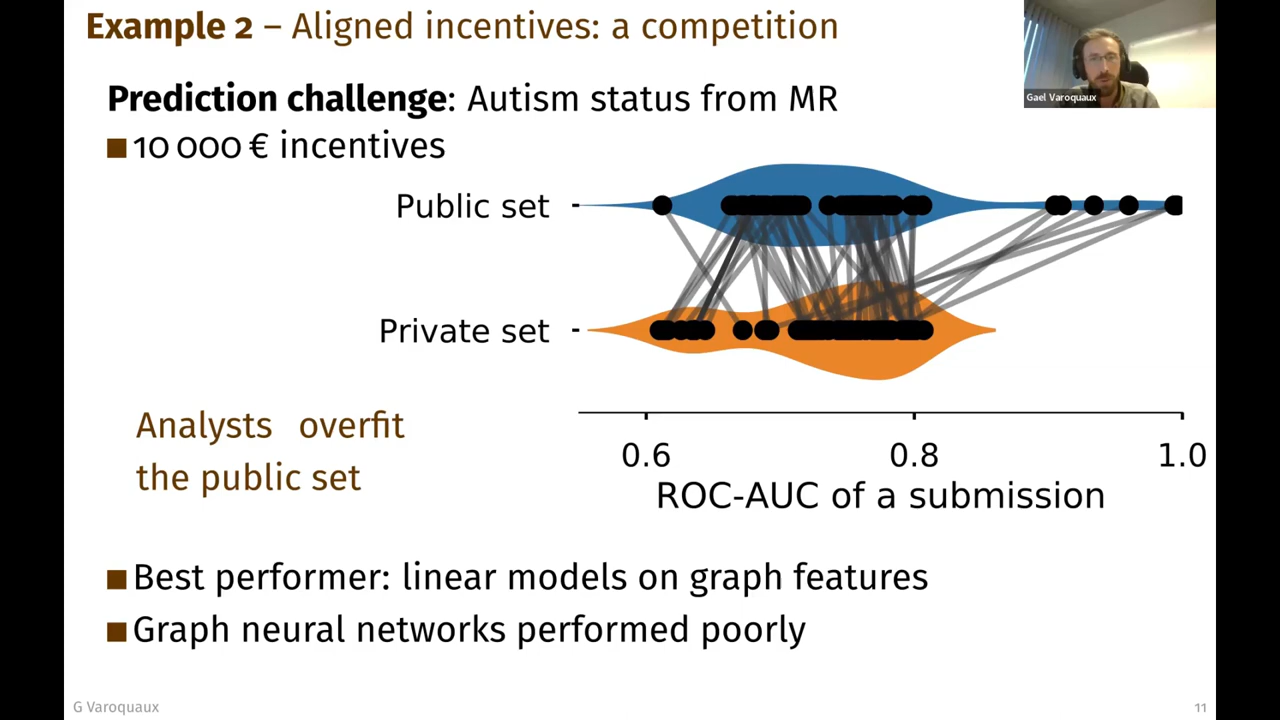 Example 2 – Aligned incentives: a competition
Gael Varoquaux
Prediction challenge: Autism status from MR
10 000 € incentives
Public set
Private set
Analysts overfit
the public set
0.6 0.8 1.0
ROC-AUC of a submission
Best performer: linear models on graph features
Graph neural networks performed poorly
G Varoquaux
11